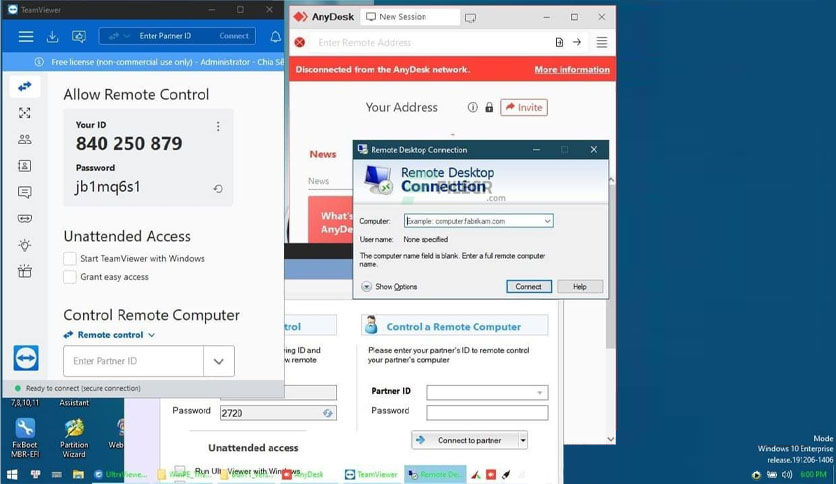 TeamViewer
Enter Partner ID
Connect
Free license (non-commercial use only) - Administrator - Chia Sẻ
Allow Remote Control
Your ID
840 250 879
Password
jb1mq6s1
Unattended Access
Start TeamViewer with Windows
Grant easy access
Control Remote Computer
Remote control
Enter Partner ID
Ready to connect (secure connection)
AnyDesk
New Session
Enter Remote Address
Disconnected from the AnyDesk network.
More information
Your Address
Invite
News
News
What's
AnyDe
Remote Desktop Connection
Remote Desktop
Connection
.com
Computer:
Example: computer.fabrikam.com
User name:
None specified
The computer name field is blank. Enter a full remote computer
name.
Show Options
Connect
Help
trol
Control a Remote Computer
ing ID and
Please enter your partner's ID to remote control
w remote
your partner's computer
Partner ID
Password
2720
Password
Connect to partner
Unattended access
Run UltraViewer with Windows
7,8,10,11
Assistant
FixBoot
MBR-EFI
Partition
Wizard
Web
Mode
Windows 10 Enterprise
release.191206-1406
UltraViewe...
AnyDesk
TeamViewer
Remote De...
9:00 PM